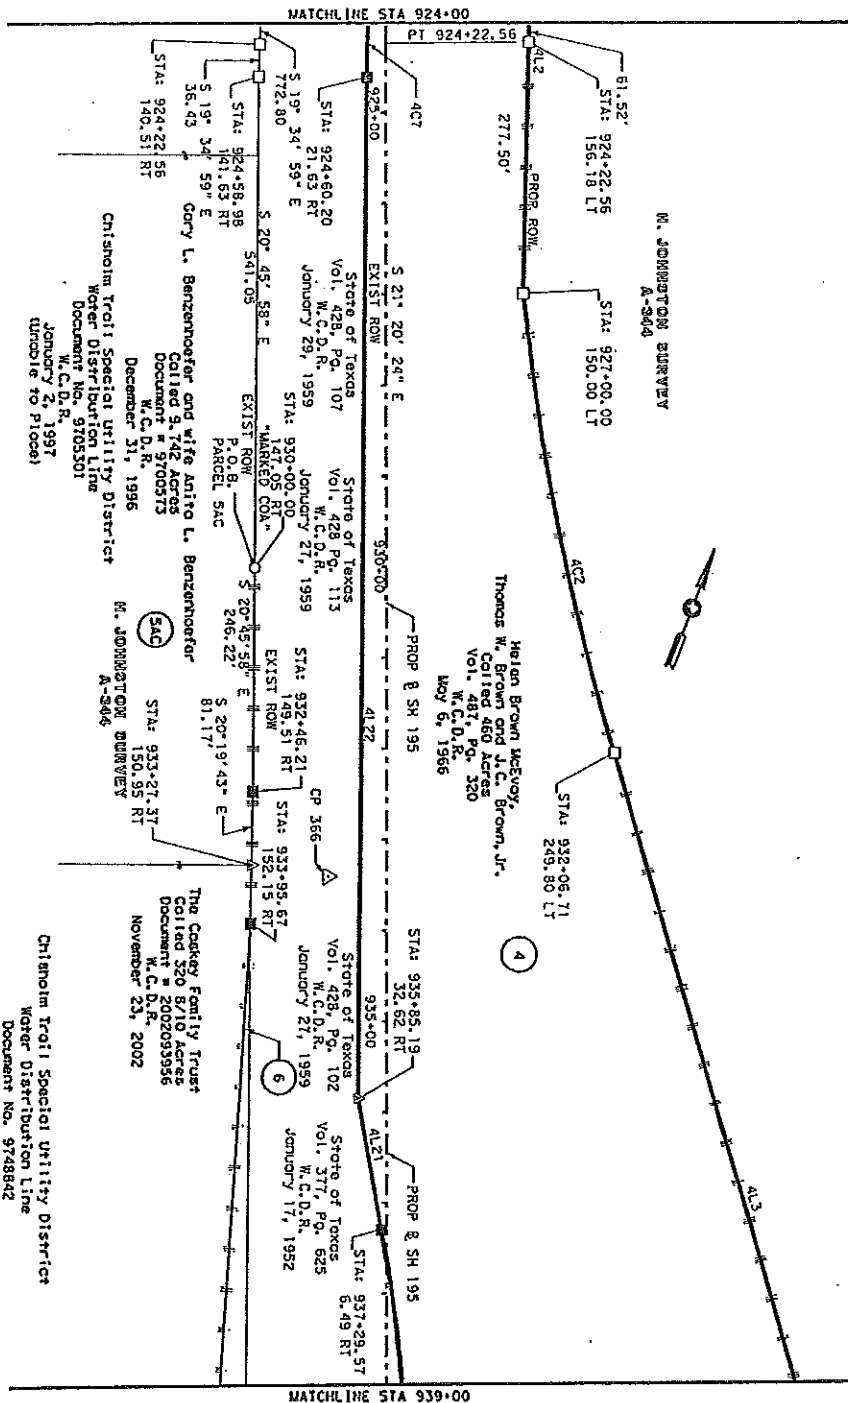 MATCHLINE STA 924+00
PT 924+22.56
61.52'
STA: 924+22.56
156.18 LT
4L2
277.50'
PROP ROW
STA: 927+00.00
150.00 LT
M. JOHNSTON SURVEY
A-344
4C2
Helen Brown McEvoy,
Thomas W. Brown and J.C. Brown, Jr.
Called 460 Acres
Vol. 487, Pg. 320
W.C.D.R.
May 6, 1966
STA: 932+06.71
249.80 LT
4
4L3
4C7
925+00
S 21° 20' 24" E
EXIST ROW
930+00
PROP ⅊ SH 195
4L22
935+00
STA: 935+85.19
32.62 RT
PROP ⅊ SH 195
4L21
STA: 937+29.57
6.49 RT
STA: 924+60.20
21.63 RT
State of Texas
Vol. 428, Pg. 107
W.C.D.R.
January 29, 1959
State of Texas
Vol. 428 Pg. 113
W.C.D.R.
January 27, 1959
CP 366
State of Texas
Vol. 428, Pg. 102
W.C.D.R.
January 27, 1959
State of Texas
Vol. 377, Pg. 625
W.C.D.R.
January 17, 1952
S 19° 34' 59" E
772.80
STA: 924+58.98
141.63 RT
S 19° 34' 59" E
36.43
STA: 924+22.56
140.51 RT
S 20° 45' 58" E
541.05
STA: 930+00.00
147.05 RT
"MARKED COA"
EXIST ROW
P.O.B.
PARCEL 5AC
S 20°45'58" E
246.22'
STA: 932+46.21
149.51 RT
EXIST ROW
S 20°19'43" E
81.17'
STA: 933+95.67
152.15 RT
STA: 933+27.37
150.95 RT
Gary L. Benzenhoefer and wife Anita L. Benzenhoefer
Called 9.742 Acres
Document # 9700573
W.C.D.R.
December 31, 1996
5AC
M. JOHNSTON SURVEY
A-344
Chisholm Trail Special Utility District
Water Distribution Line
Document No. 9705301
W.C.D.R.
January 2, 1997
(Unable to Place)
6
The Caskey Family Trust
Called 320 8/10 Acres
Document # 2002093956
W.C.D.R.
November 23, 2002
Chisholm Trail Special Utility District
Water Distribution Line
Document No. 9748842
MATCHLINE STA 939+00